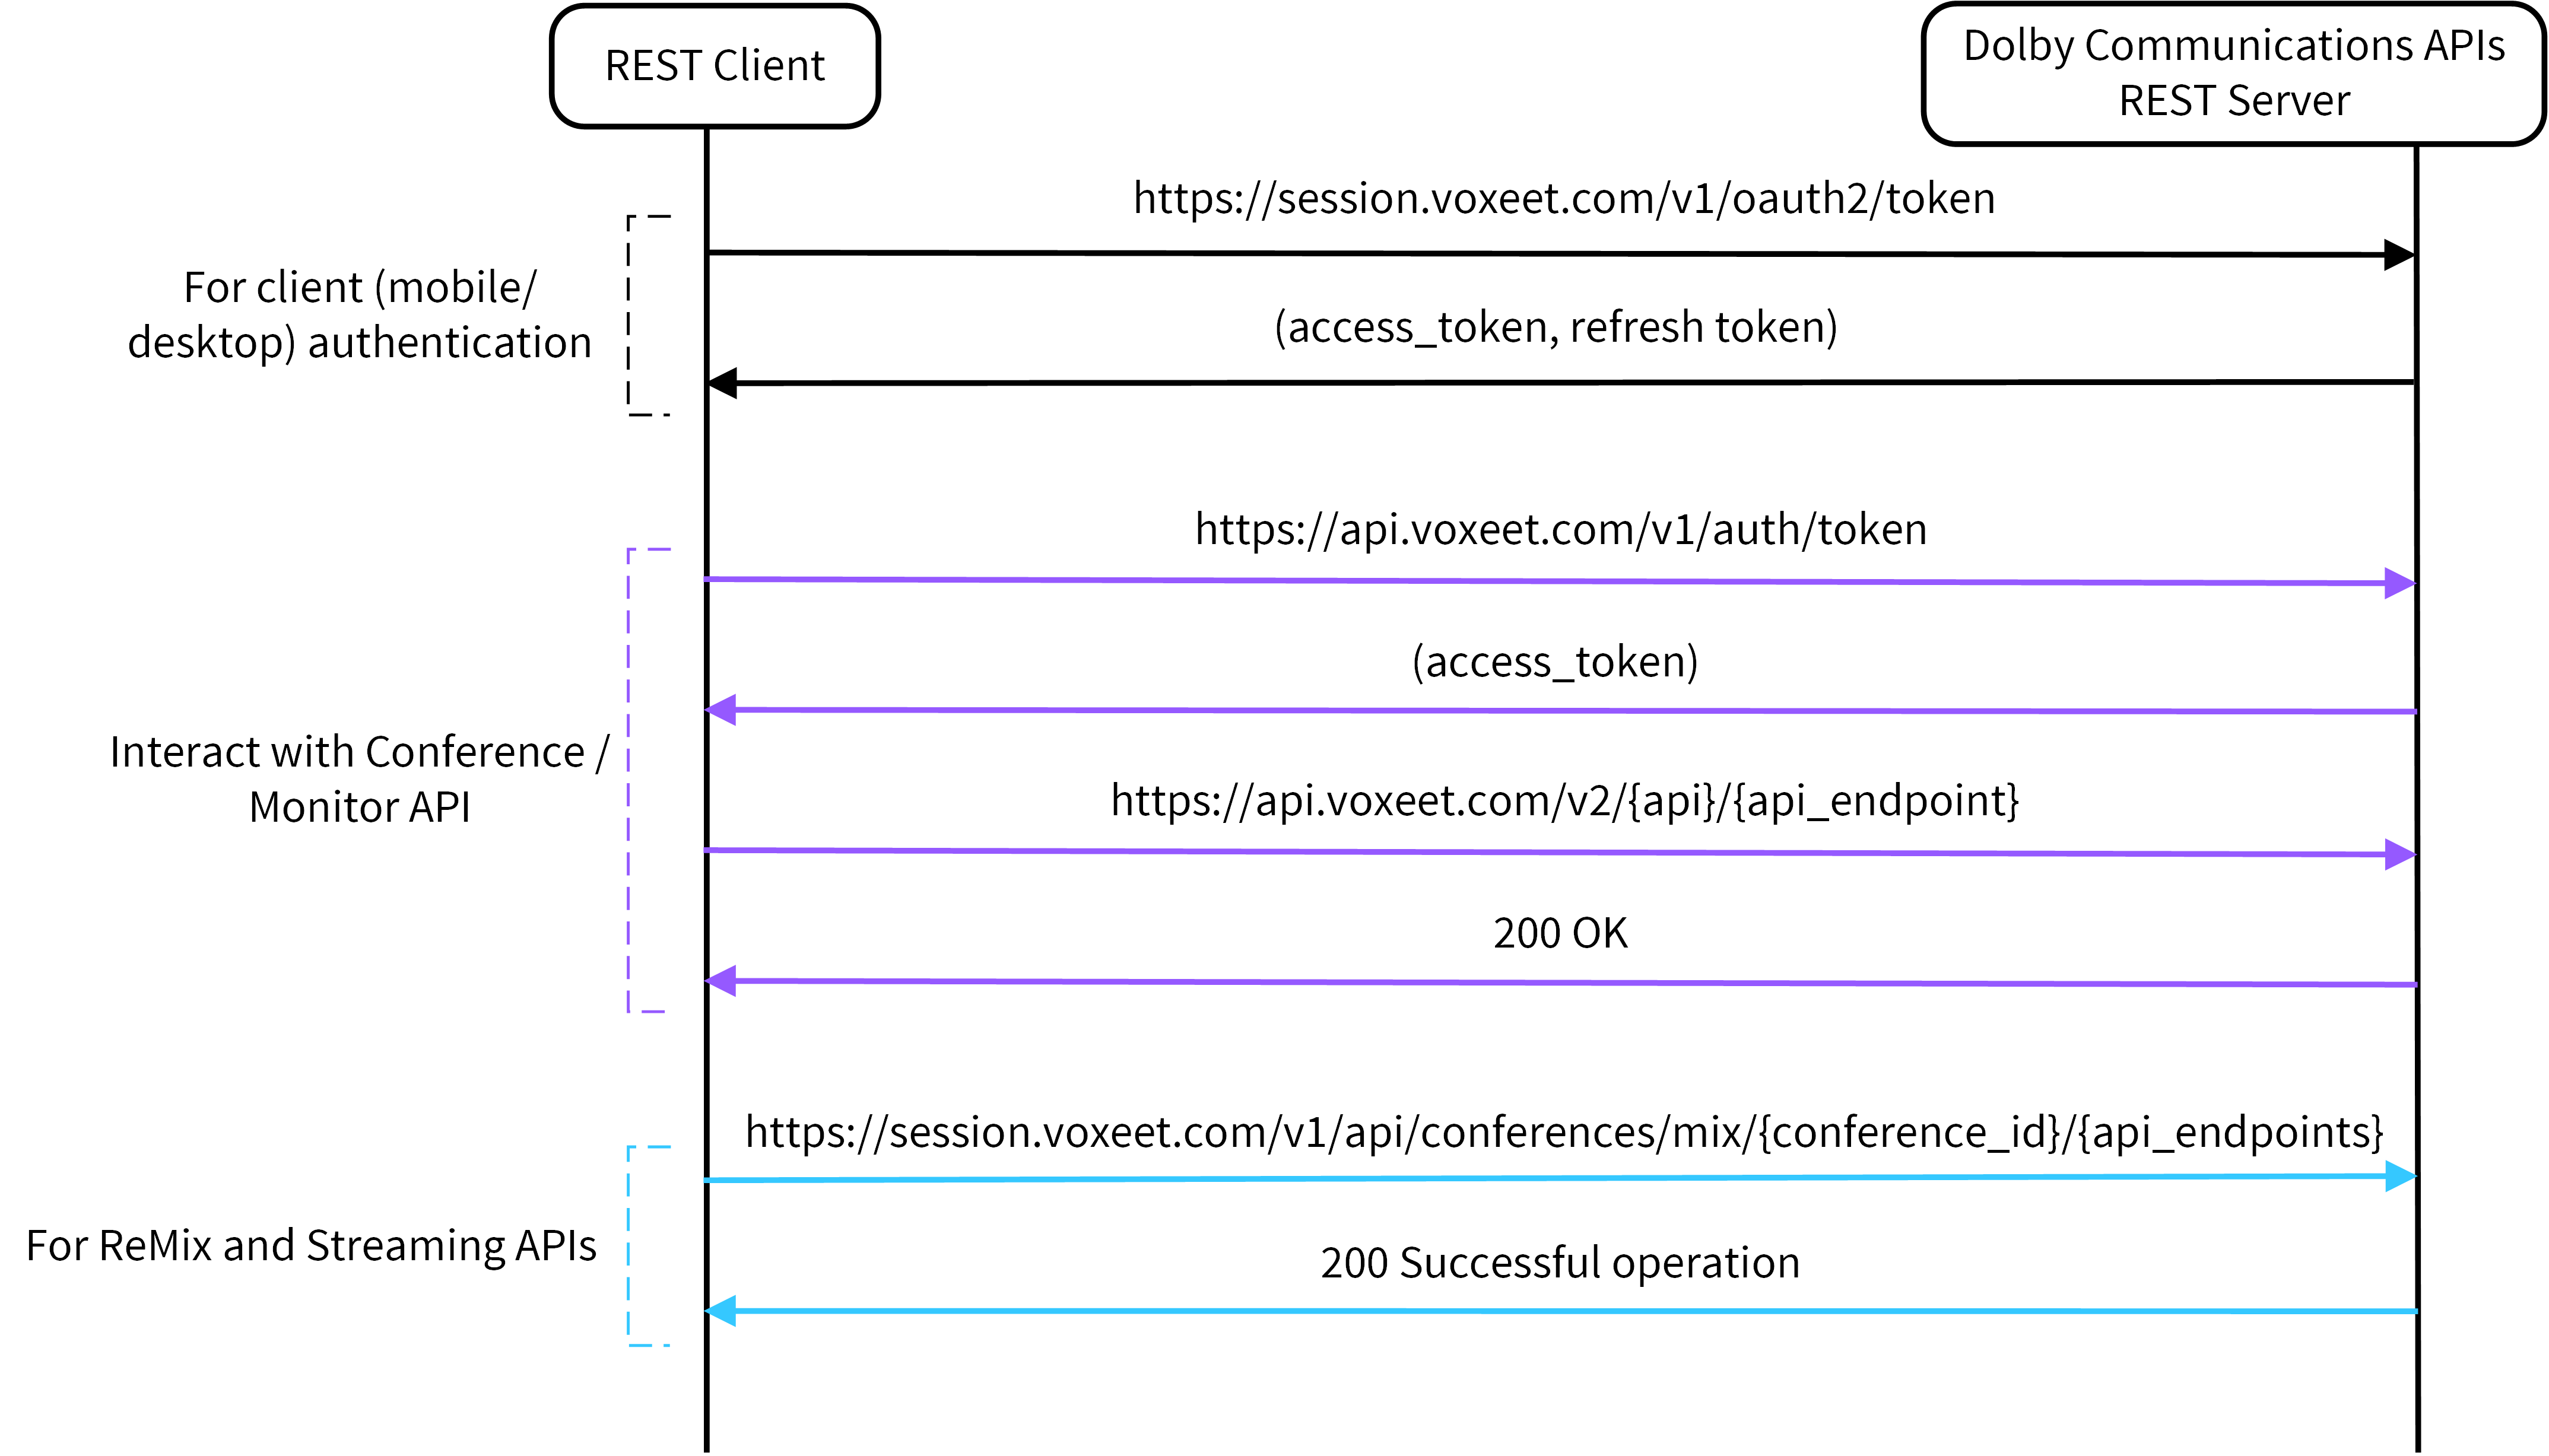 REST Client
Dolby Communications APIs
REST Server
https://session.voxeet.com/v1/oauth2/token
For client (mobile/
desktop) authentication
(access_token, refresh token)
https://api.voxeet.com/v1/auth/token
(access_token)
Interact with Conference /
Monitor API
https://api.voxeet.com/v2/{api}/{api_endpoint}
200 OK
https://session.voxeet.com/v1/api/conferences/mix/{conference_id}/{api_endpoints}
For ReMix and Streaming APIs
200 Successful operation